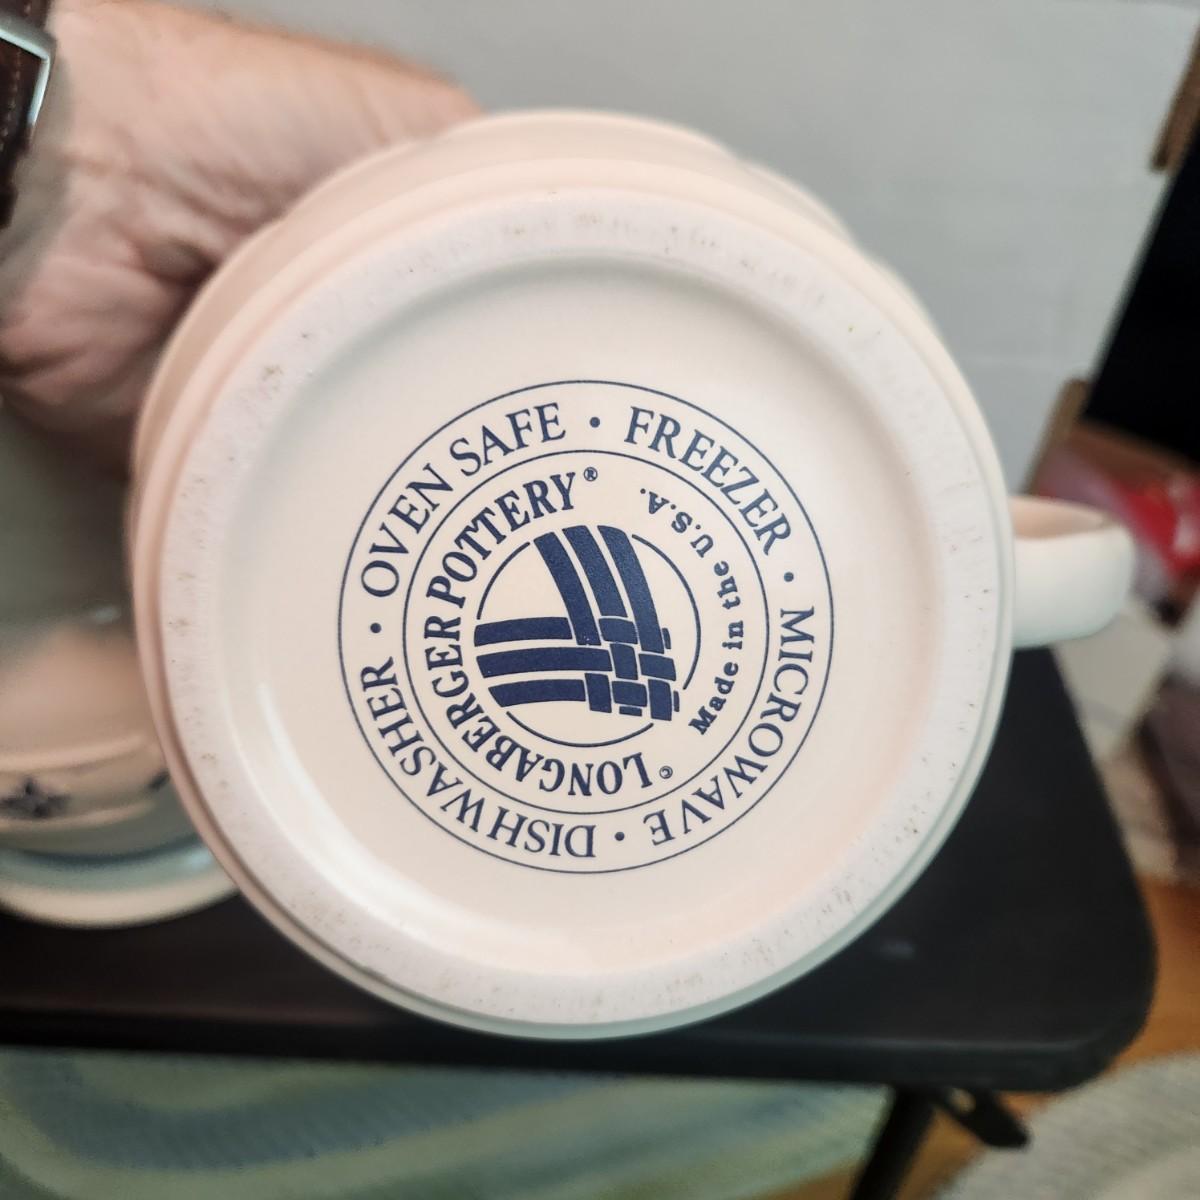 OVEN SAFE • FREEZER • MICROWAVE • DISHWASHER •
©LONGABERGER POTTERY®
Made in the U.S.A.